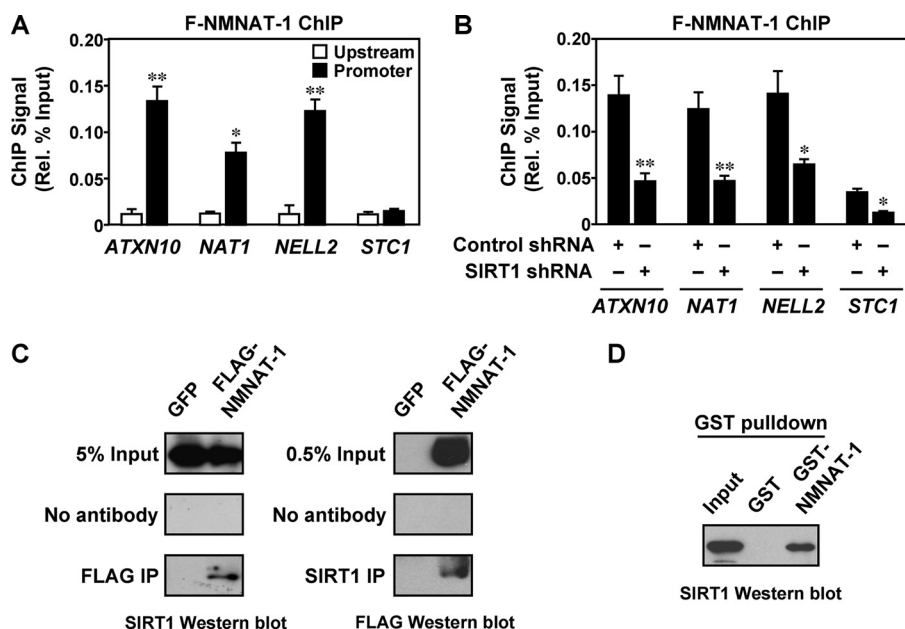 A
F-NMNAT-1 ChIP
ChIP Signal
(Rel. % Input)
0.20
0.15
0.10
0.05
0
Upstream
Promoter
**
*
**
ATXN10 NAT1 NELL2 STC1
B
F-NMNAT-1 ChIP
ChIP Signal
(Rel. % Input)
0.20
0.15
0.10
0.05
0
**
**
*
*
Control shRNA + – + – + – + –
SIRT1 shRNA – + – + – + – +
ATXN10 NAT1 NELL2 STC1
C
GFP
FLAG-
NMNAT-1
5% Input
No antibody
FLAG IP
SIRT1 Western blot
GFP
FLAG-
NMNAT-1
0.5% Input
No antibody
SIRT1 IP
FLAG Western blot
D
GST pulldown
Input
GST
GST-
NMNAT-1
SIRT1 Western blot